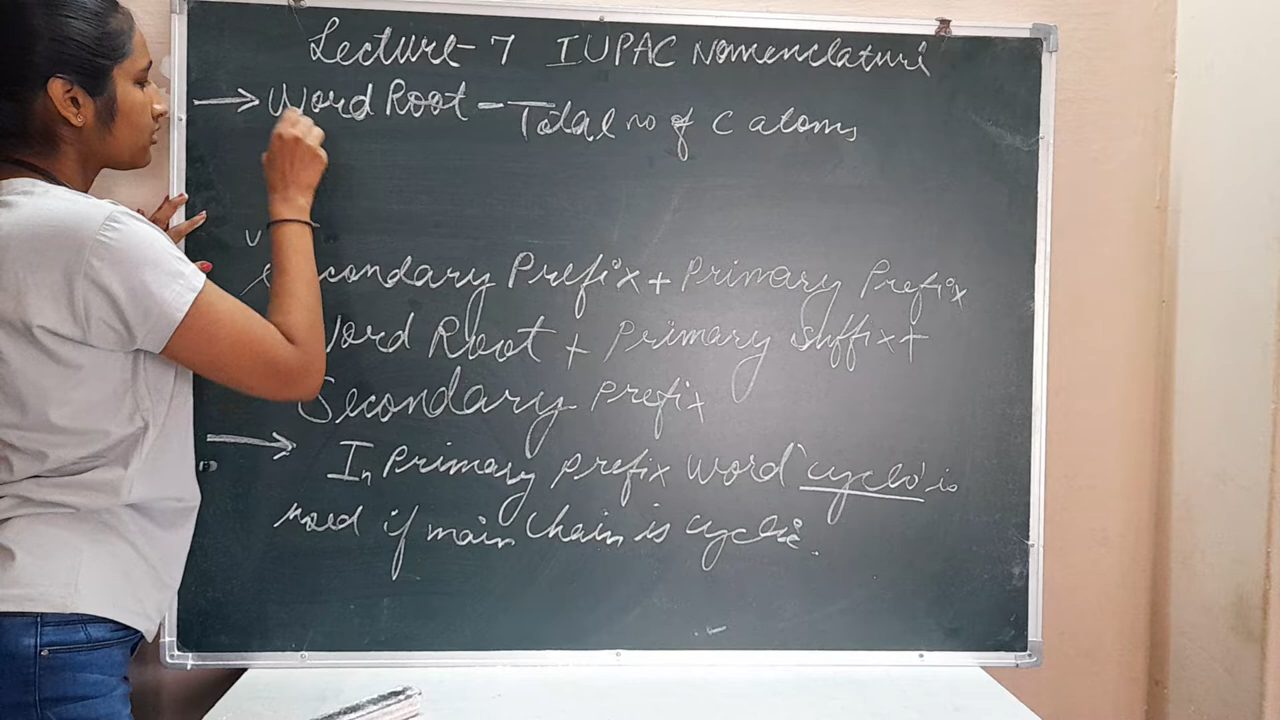 Lecture-7 IUPAC Nomenclature
→ Word Root - Total no of C atoms
Secondary Prefix + Primary Prefix
Word Root + Primary suffix +
Secondary prefix
→ In Primary prefix word 'cyclo' is
used if main chain is cyclic.